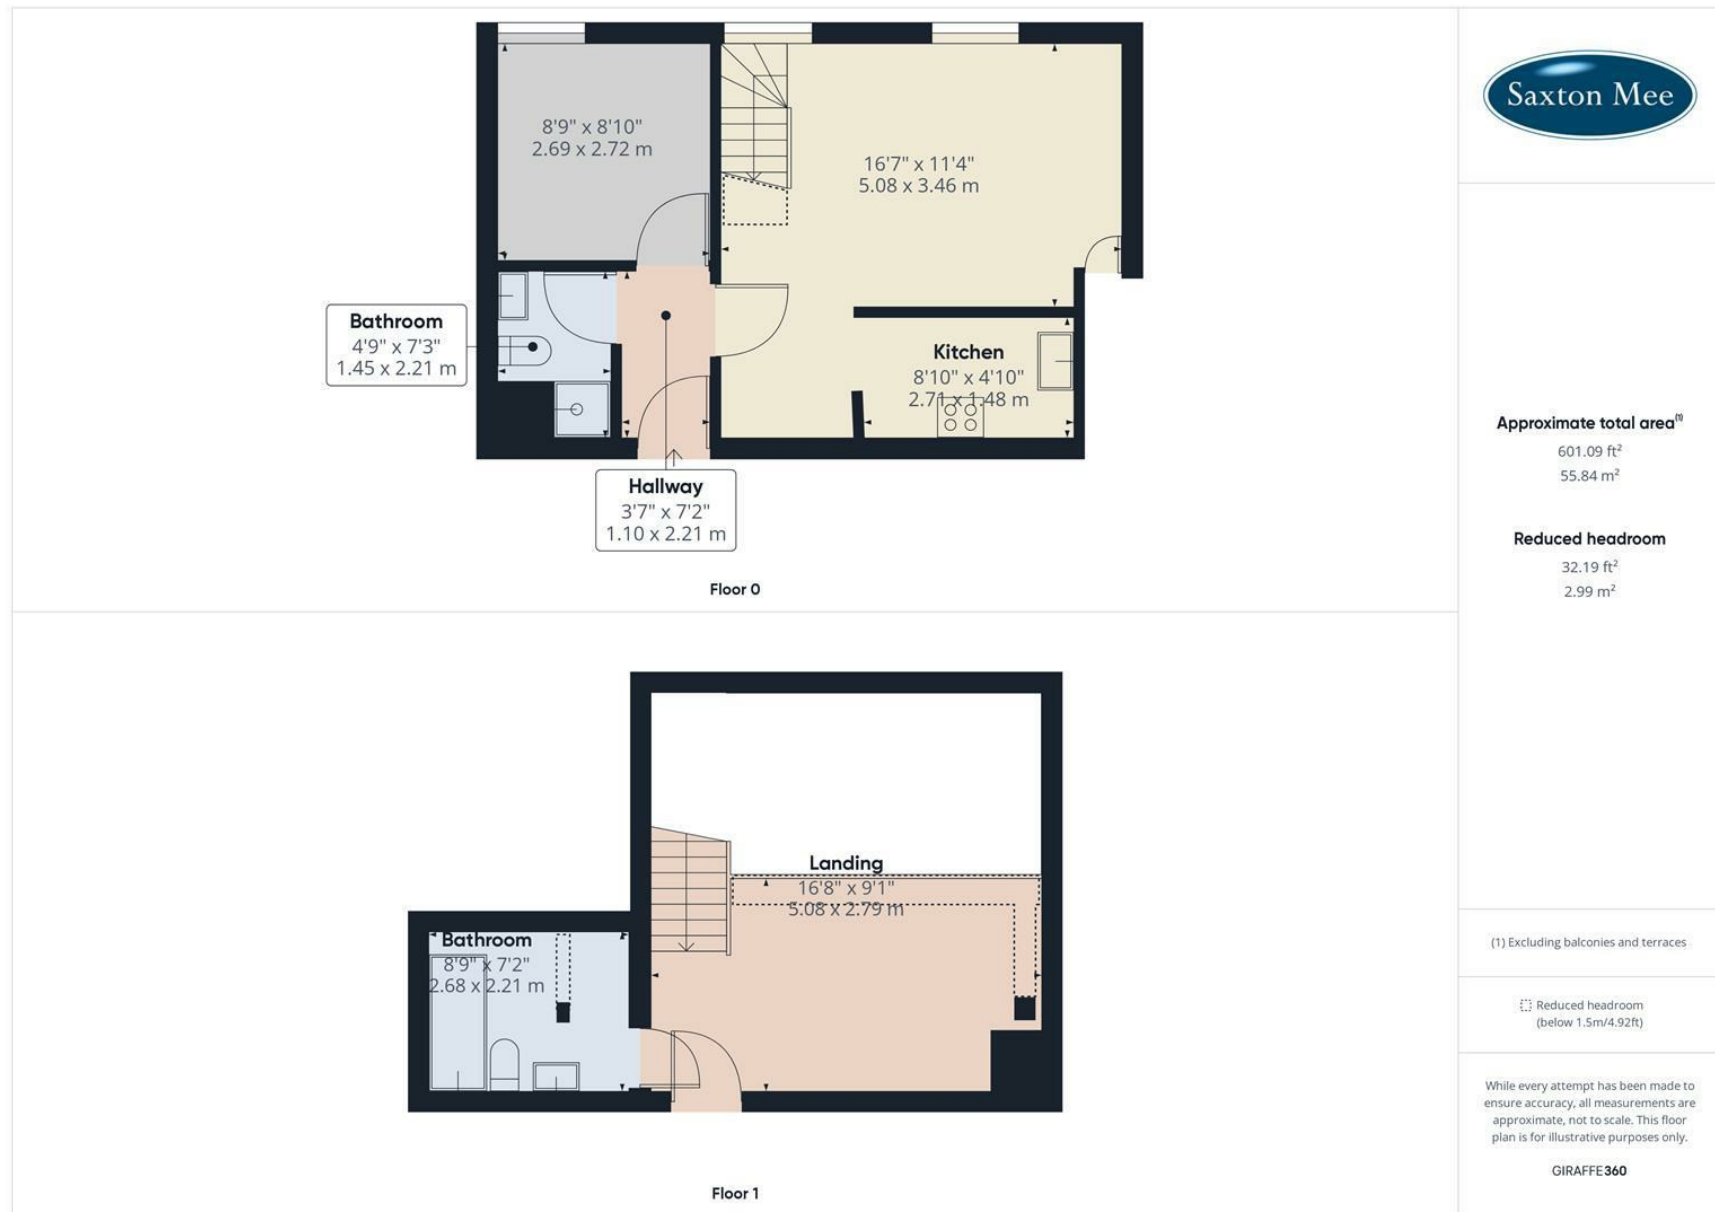 8'9" x 8'10"
2.69 x 2.72 m
16'7" x 11'4"
5.08 x 3.46 m
Bathroom
4'9" x 7'3"
1.45 x 2.21 m
Kitchen
8'10" x 4'10"
2.71 x 1.48 m
Hallway
3'7" x 7'2"
1.10 x 2.21 m
Floor 0
Landing
16'8" x 9'1"
5.08 x 2.79 m
Bathroom
8'9" x 7'2"
2.68 x 2.21 m
Floor 1
Saxton Mee
Approximate total area(1)
601.09 ft²
55.84 m²
Reduced headroom
32.19 ft²
2.99 m²
(1) Excluding balconies and terraces
Reduced headroom
(below 1.5m/4.92ft)
While every attempt has been made to
ensure accuracy, all measurements are
approximate, not to scale. This floor
plan is for illustrative purposes only.
GIRAFFE360